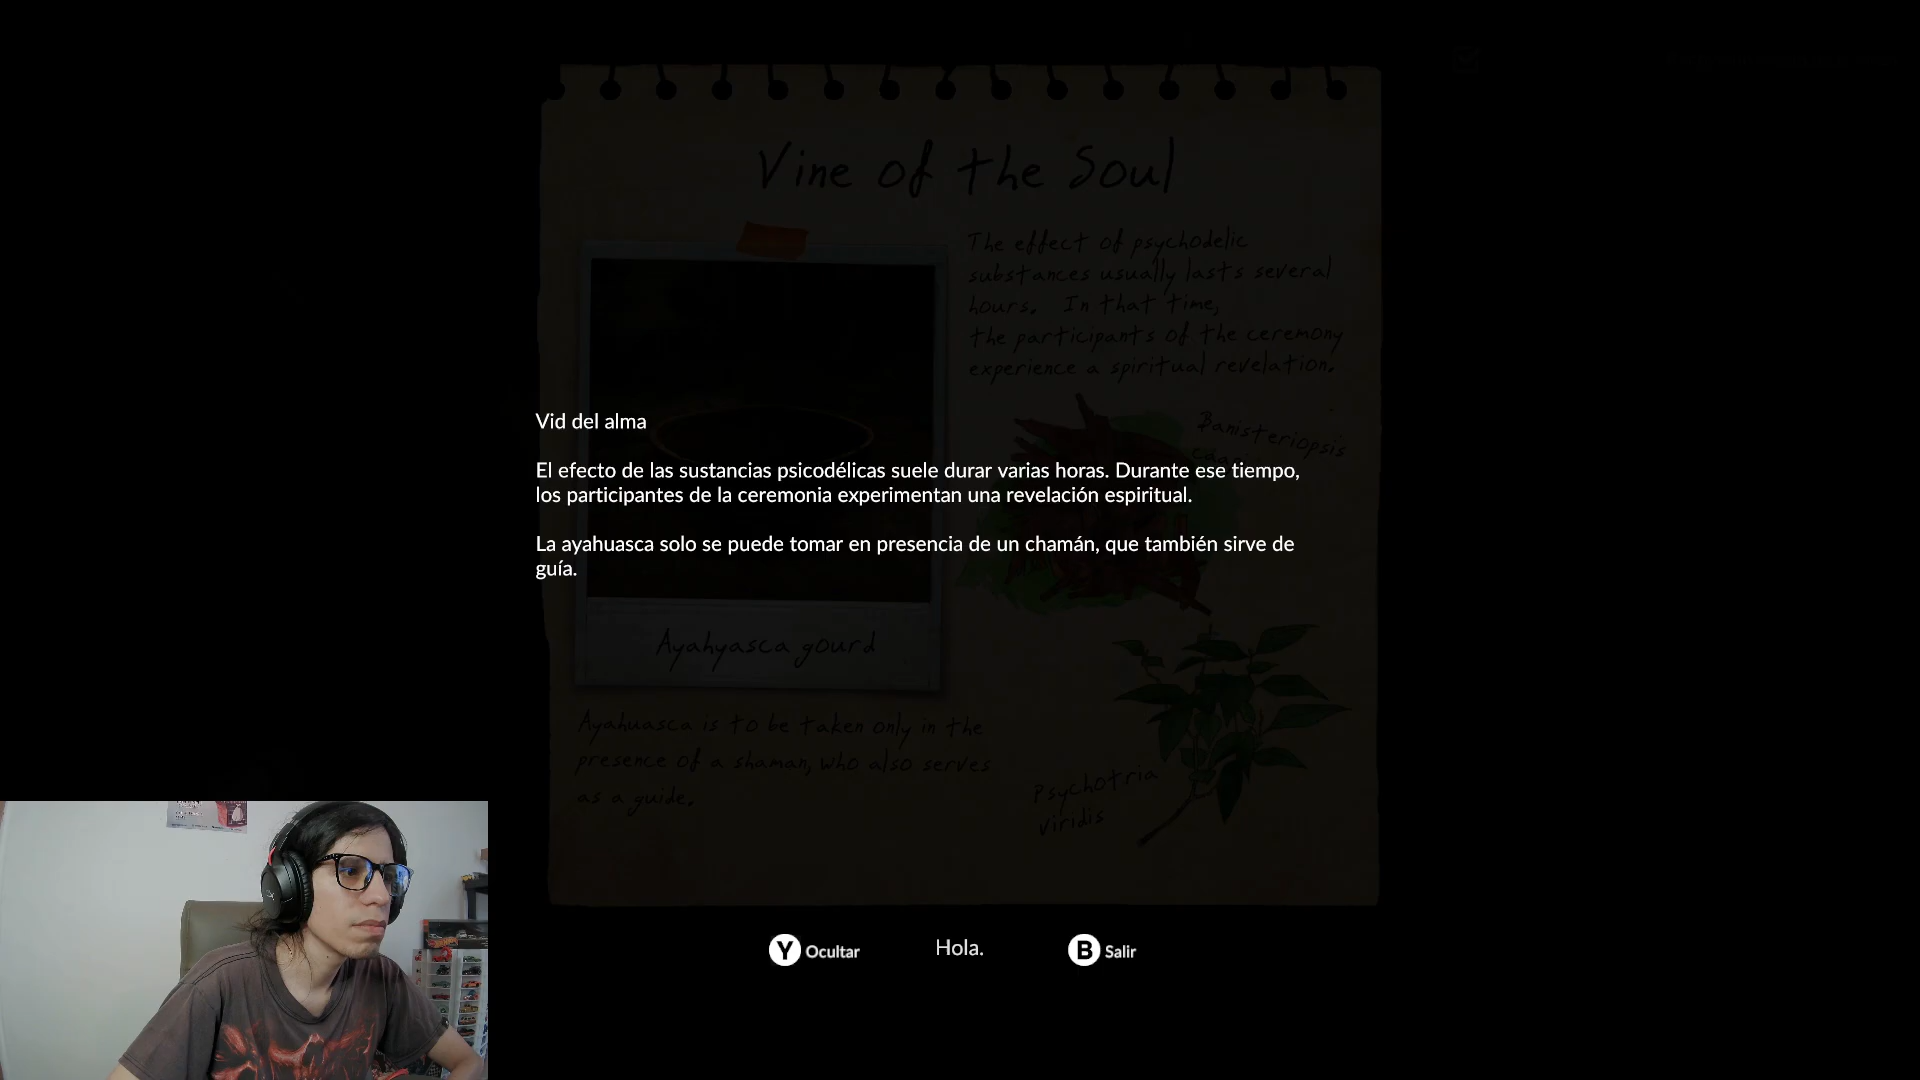 Vine of the Soul
The effect of psychodelic
substances usually lasts several
hours. In that time,
the participants of the ceremony
experience a spiritual revelation.
Banisteriopsis
Vid del alma
El efecto de las sustancias psicodélicas suele durar varias horas. Durante ese tiempo,
los participantes de la ceremonia experimentan una revelación espiritual.
La ayahuasca solo se puede tomar en presencia de un chamán, que también sirve de
guía.
Ayahyasca gourd
Ayahuasca is to be taken only in the
presence of a shaman, who also serves
as a guide.
Psychotria
viridis
Y Ocultar
Hola.
B Salir